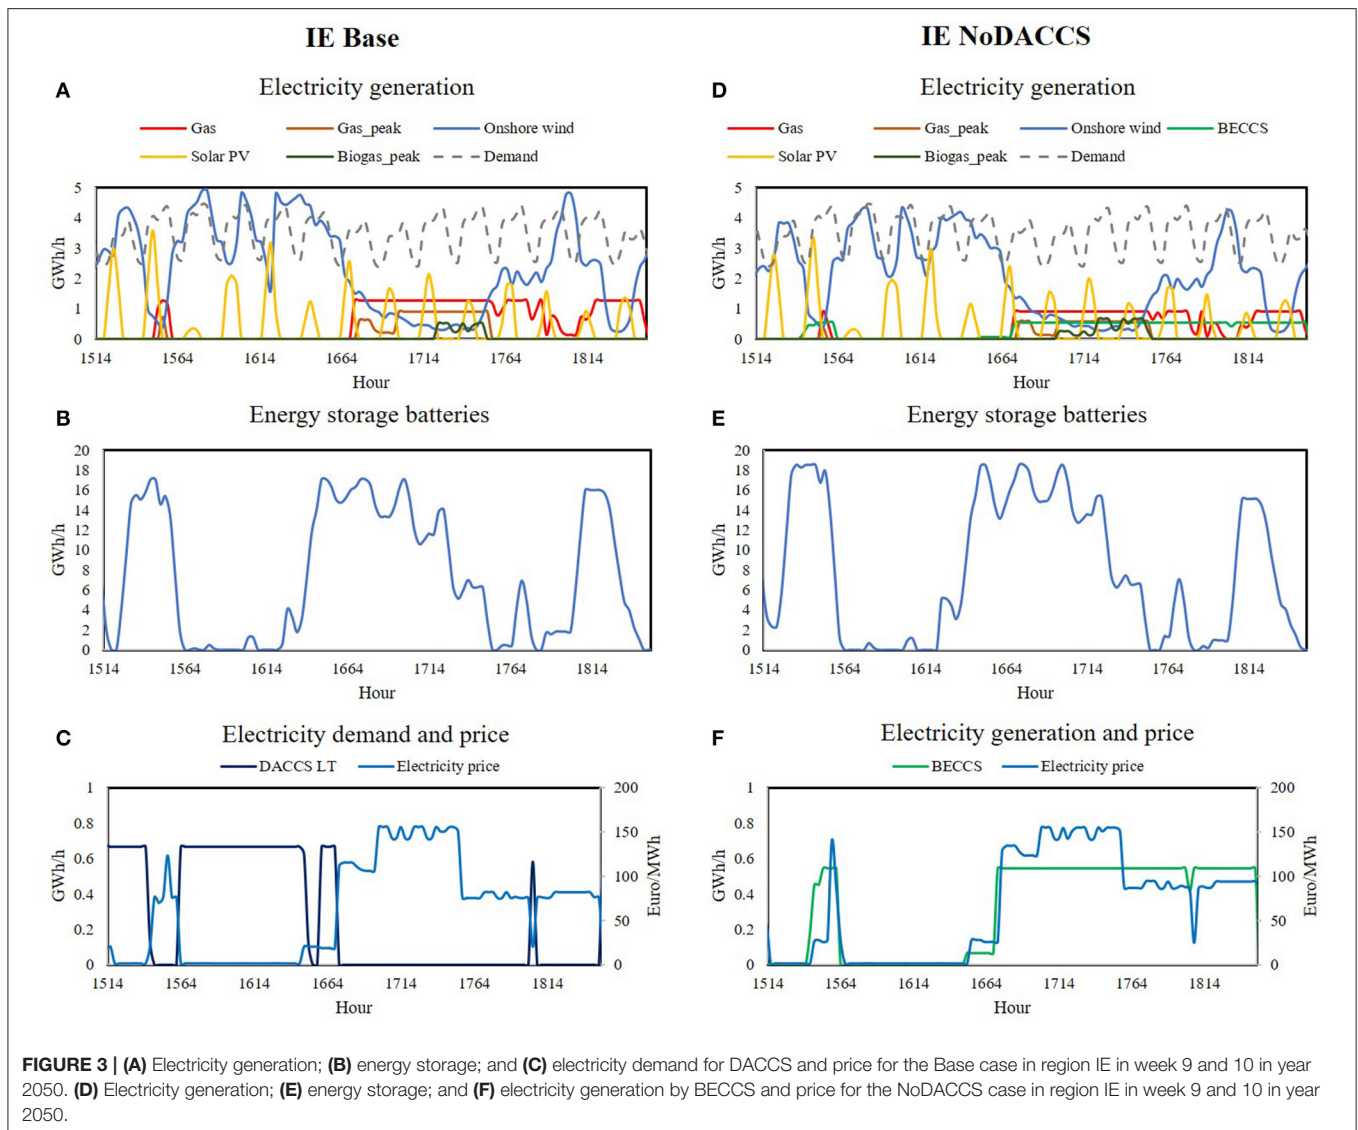 IE Base
IE NoDACCS
A
Electricity generation
Gas
Gas_peak
Onshore wind
Solar PV
Biogas_peak
Demand
GWh/h
5
4
3
2
1
0
1514 1564 1614 1664 1714 1764 1814
Hour
D
Electricity generation
Gas
Gas_peak
Onshore wind
BECCS
Solar PV
Biogas_peak
Demand
GWh/h
5
4
3
2
1
0
1514 1564 1614 1664 1714 1764 1814
Hour
B
Energy storage batteries
GWh/h
20
18
16
14
12
10
8
6
4
2
0
1514 1564 1614 1664 1714 1764 1814
Hour
E
Energy storage batteries
GWh/h
20
18
16
14
12
10
8
6
4
2
0
1514 1564 1614 1664 1714 1764 1814
Hour
C
Electricity demand and price
DACCS LT
Electricity price
GWh/h
1
0.8
0.6
0.4
0.2
0
200
150
100
50
0
Euro/MWh
1514 1564 1614 1664 1714 1764 1814
Hour
F
Electricity generation and price
BECCS
Electricity price
GWh/h
1
0.8
0.6
0.4
0.2
0
200
150
100
50
0
Euro/MWh
1514 1564 1614 1664 1714 1764 1814
Hour
FIGURE 3 | (A) Electricity generation; (B) energy storage; and (C) electricity demand for DACCS and price for the Base case in region IE in week 9 and 10 in year
2050. (D) Electricity generation; (E) energy storage; and (F) electricity generation by BECCS and price for the NoDACCS case in region IE in week 9 and 10 in year
2050.